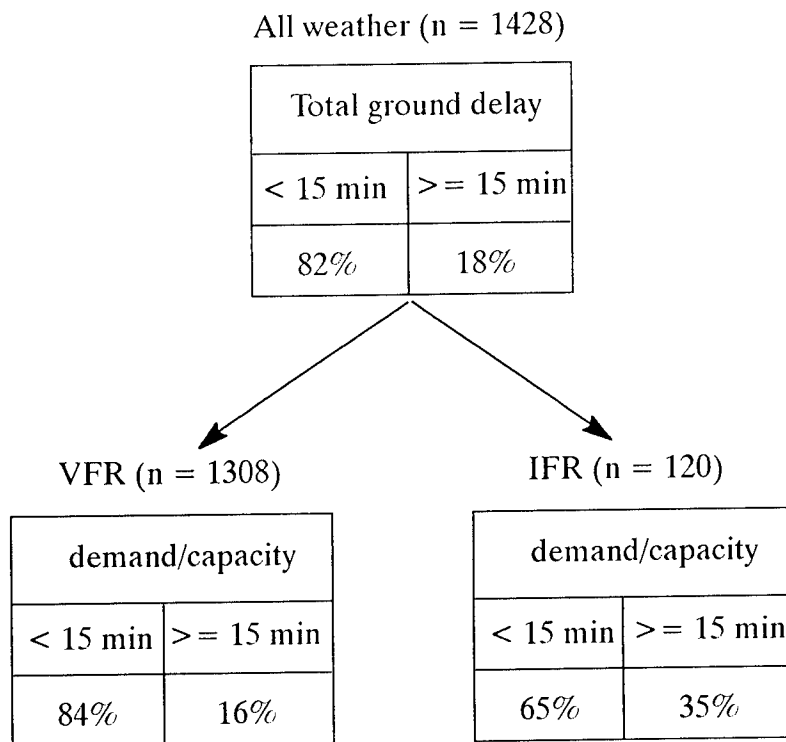 All weather (n = 1428)
Total ground delay
< 15 min >= 15 min
82% 18%
VFR (n = 1308)
demand/capacity
< 15 min >= 15 min
84% 16%
IFR (n = 120)
demand/capacity
< 15 min >= 15 min
65% 35%